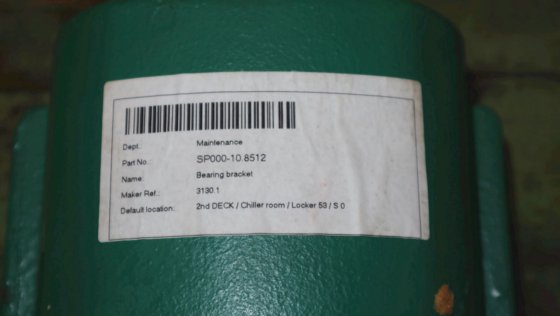 Dept.: Maintenance
Part No.: SP000-10.8512
Name: Bearing bracket
Maker Ref.: 3130.1
Default location: 2nd DECK / Chiller room / Locker 53 / S 0